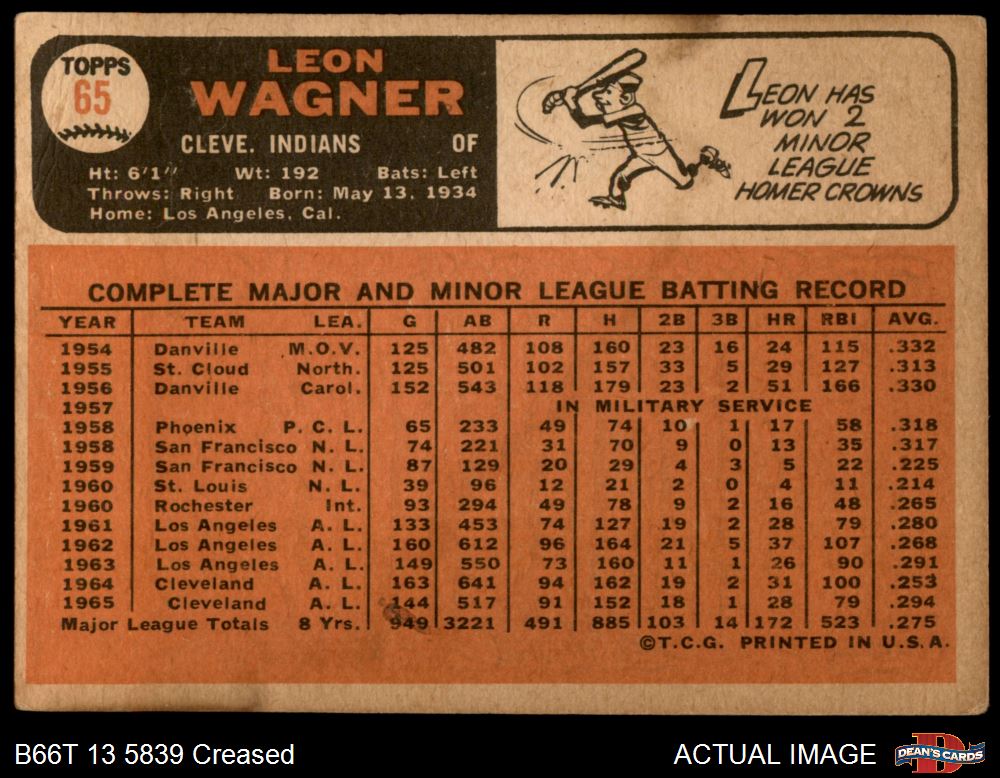 TOPPS
65
LEON
WAGNER
CLEVE. INDIANS OF
Ht: 6'1" Wt: 192 Bats: Left
Throws: Right Born: May 13, 1934
Home: Los Angeles, Cal.
LEON HAS
WON 2
MINOR
LEAGUE
HOMER CROWNS
COMPLETE MAJOR AND MINOR LEAGUE BATTING RECORD
YEAR TEAM LEA. G AB R H 2B 3B HR RBI AVG.
1954 Danville M.O.V. 125 482 108 160 23 16 24 115 .332
1955 St. Cloud North. 125 501 102 157 33 5 29 127 .313
1956 Danville Carol. 152 543 118 179 23 2 51 166 .330
1957 IN MILITARY SERVICE
1958 Phoenix P. C. L. 65 233 49 74 10 1 17 58 .318
1958 San Francisco N. L. 74 221 31 70 9 0 13 35 .317
1959 San Francisco N. L. 87 129 20 29 4 3 5 22 .225
1960 St. Louis N. L. 39 96 12 21 2 0 4 11 .214
1960 Rochester Int. 93 294 49 78 9 2 16 48 .265
1961 Los Angeles A. L. 133 453 74 127 19 2 28 79 .280
1962 Los Angeles A. L. 160 612 96 164 21 5 37 107 .268
1963 Los Angeles A. L. 149 550 73 160 11 1 26 90 .291
1964 Cleveland A. L. 163 641 94 162 19 2 31 100 .253
1965 Cleveland A. L. 144 517 91 152 18 1 28 79 .294
Major League Totals 8 Yrs. 949 3221 491 885 103 14 172 523 .275
©T.C.G. PRINTED IN U.S.A.
B66T 13 5839 Creased
ACTUAL IMAGE
DEAN'S CARDS